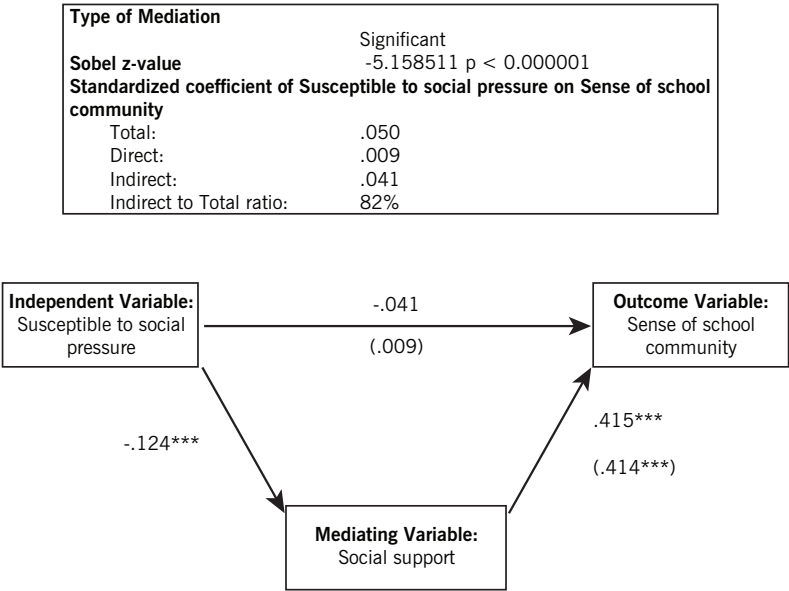 Type of Mediation
Significant
Sobel z-value -5.158511 p < 0.000001
Standardized coefficient of Susceptible to social pressure on Sense of school
community
Total: .050
Direct: .009
Indirect: .041
Indirect to Total ratio: 82%
Independent Variable:
Susceptible to social
pressure
-.041
(.009)
Outcome Variable:
Sense of school
community
-.124***
.415***
(.414***)
Mediating Variable:
Social support